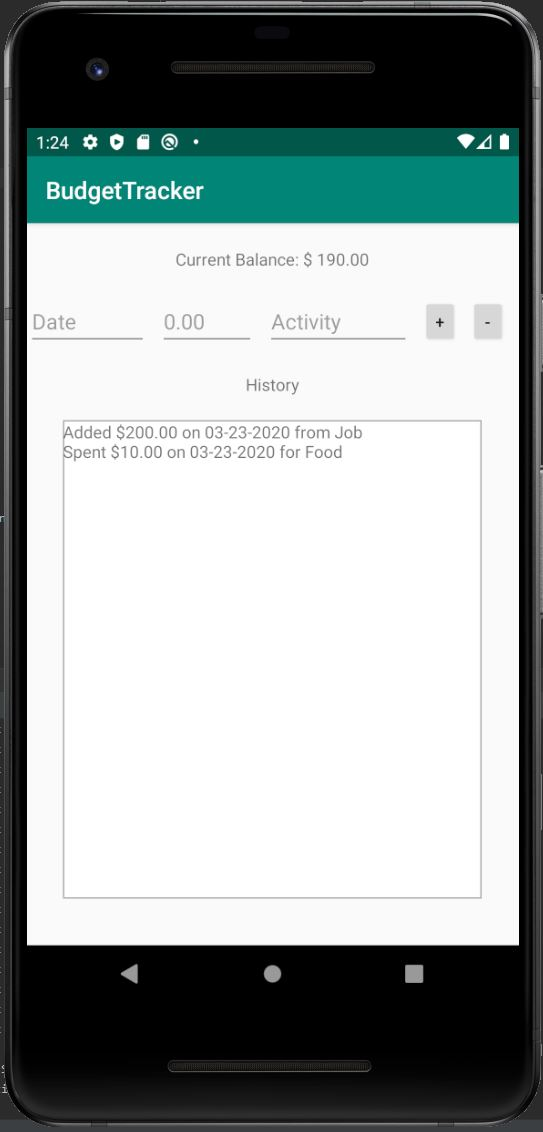 1:24
BudgetTracker
Current Balance: $ 190.00
Date 0.00 Activity + -
History
Added $200.00 on 03-23-2020 from Job
Spent $10.00 on 03-23-2020 for Food